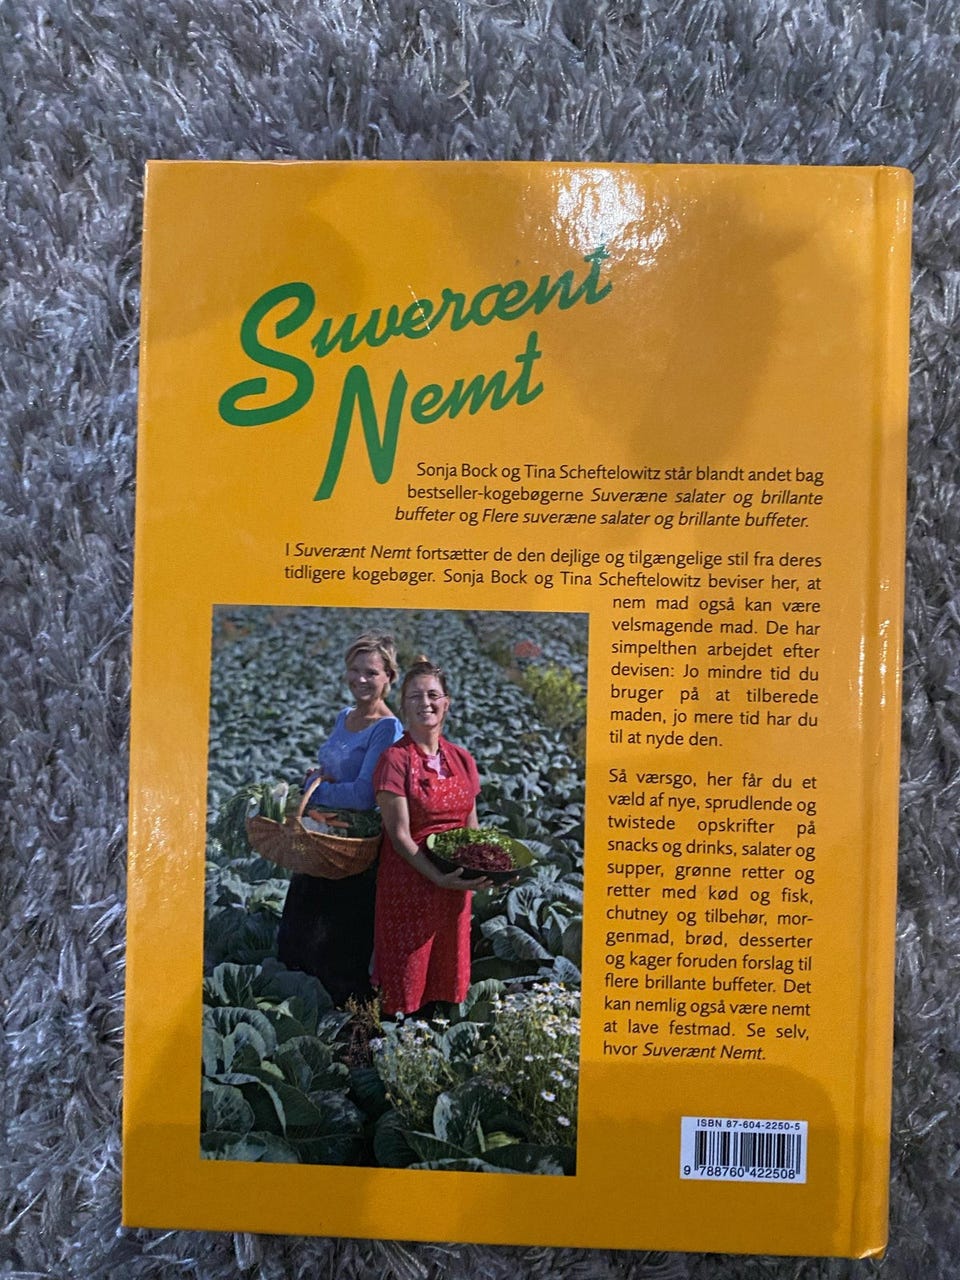 Suverænt
Nemt
Sonja Bock og Tina Scheftelowitz står blandt andet bag
bestseller-kogebøgerne Suveræne salater og brillante
buffeter og Flere suveræne salater og brillante buffeter.
I Suverænt Nemt fortsætter de den dejlige og tilgængelige stil fra deres
tidligere kogebøger. Sonja Bock og Tina Scheftelowitz beviser her, at
nem mad også kan være
velsmagende mad. De har
simpelthen arbejdet efter
devisen: Jo mindre tid du
bruger på at tilberede
maden, jo mere tid har du
til at nyde den.
Så værsgo, her får du et
væld af nye, sprudlende og
twistede opskrifter på
snacks og drinks, salater og
supper, grønne retter og
retter med kød og fisk,
chutney og tilbehør, mor-
genmad, brød, desserter
og kager foruden forslag til
flere brillante buffeter. Det
kan nemlig også være nemt
at lave festmad. Se selv,
hvor Suverænt Nemt.
ISBN 87-604-2250-5
9 788760 422508